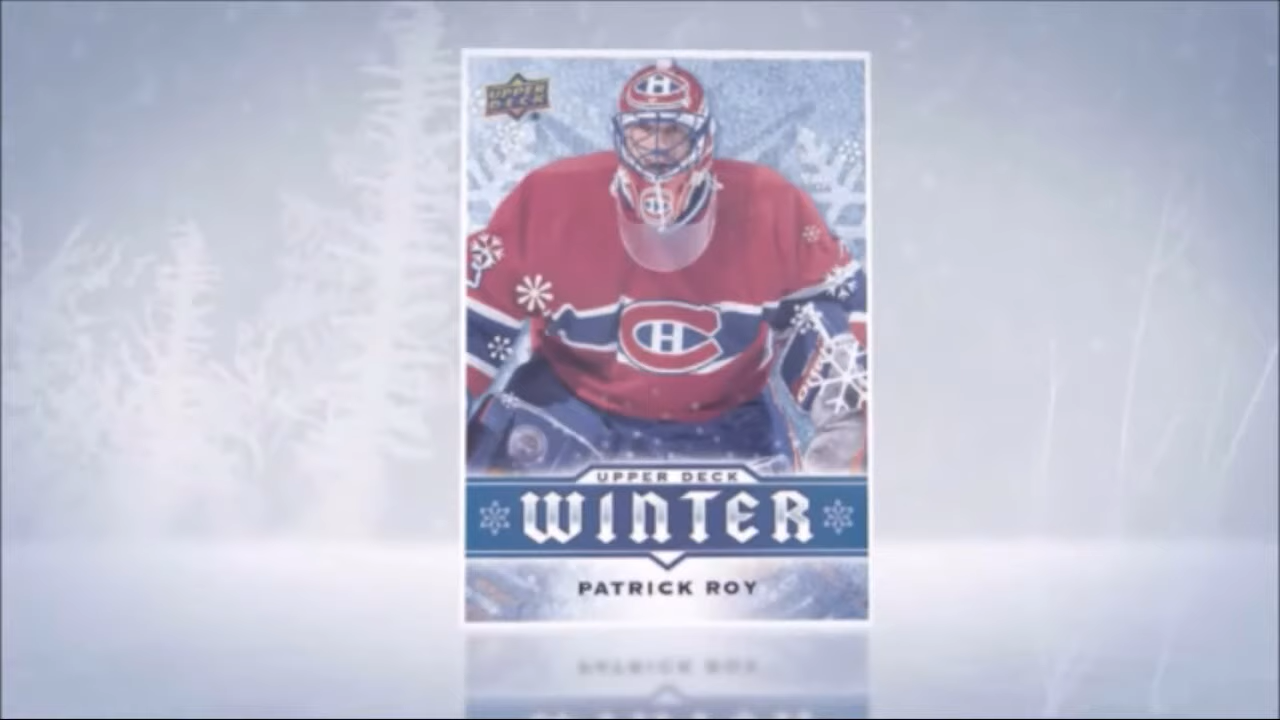 UPPER
DECK
UPPER DECK
WINTER
PATRICK ROY